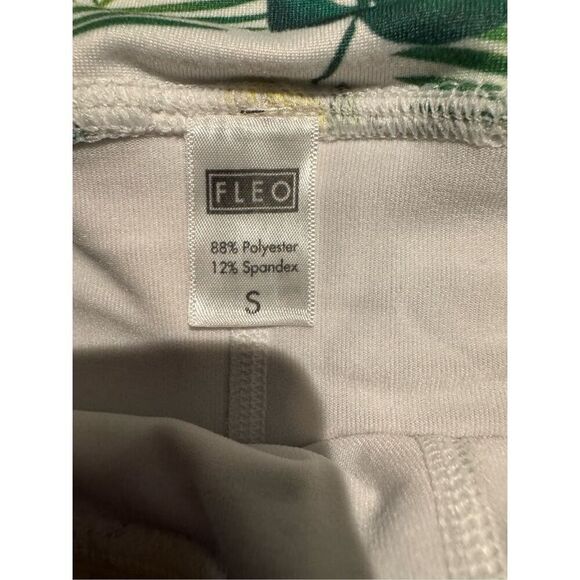 FLEO
88% Polyester
12% Spandex
S